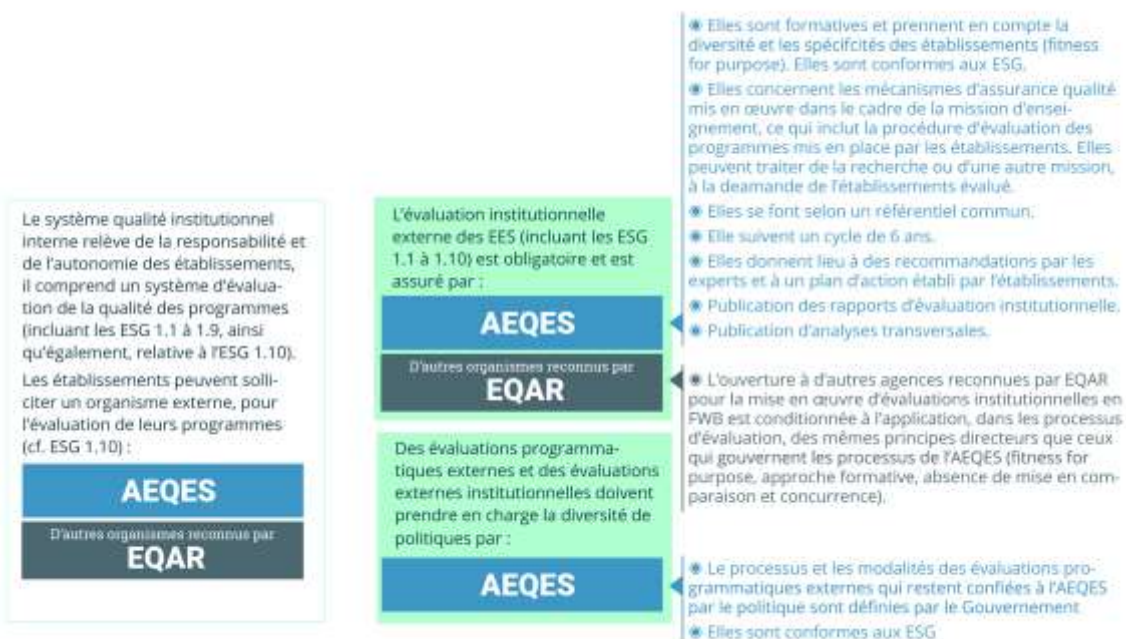 Le système qualité institutionnel
interne relève de la responsabilité et
de l'autonomie des établissements,
il comprend un système d'évalua-
tion de la qualité des programmes
(incluant les ESG 1.1 à 1.9, ainsi
qu'également, relative à l'ESG 1.10).
Les établissements peuvent solli-
citer un organisme externe, pour
l'évaluation de leurs programmes
(cf. ESG 1.10) :
AEQES
D'autres organismes reconnus par
EQAR
L'évaluation institutionnelle
externe des EES (incluant les ESG
1.1 à 1.10) est obligatoire et est
assuré par :
AEQES
D'autres organismes reconnus par
EQAR
Des évaluations programma-
tiques externes et des évaluations
externes institutionnelles doivent
prendre en charge la diversité de
politiques par :
AEQES
◉ Elles sont formatives et prennent en compte la
diversité et les spécifcités des établissements (fitness
for purpose). Elles sont conformes aux ESG.
◉ Elles concernent les mécanismes d'assurance qualité
mis en œuvre dans le cadre de la mission d'ensei-
gnement, ce qui inclut la procédure d'évaluation des
programmes mis en place par les établissements. Elles
peuvent traiter de la recherche ou d'une autre mission,
à la deamande de l'établissements évalué.
◉ Elles se font selon un référentiel commun.
◉ Elle suivent un cycle de 6 ans.
◉ Elles donnent lieu à des recommandations par les
experts et à un plan d'action établi par l'établissements.
◉ Publication des rapports d'évaluation institutionnelle.
◉ Publication d'analyses transversales.
◉ L'ouverture à d'autres agences reconnues par EQAR
pour la mise en œuvre d'évaluations institutionnelles en
FWB est conditionnée à l'application, dans les processus
d'évaluation, des mêmes principes directeurs que ceux
qui gouvernent les processus de l'AEQES (fitness for
purpose, approche formative, absence de mise en com-
paraison et concurrence).
◉ Le processus et les modalités des évaluations pro-
grammatiques externes qui restent confiées à l'AEQES
par le politique sont définies par le Gouvernement
◉ Elles sont conformes aux ESG